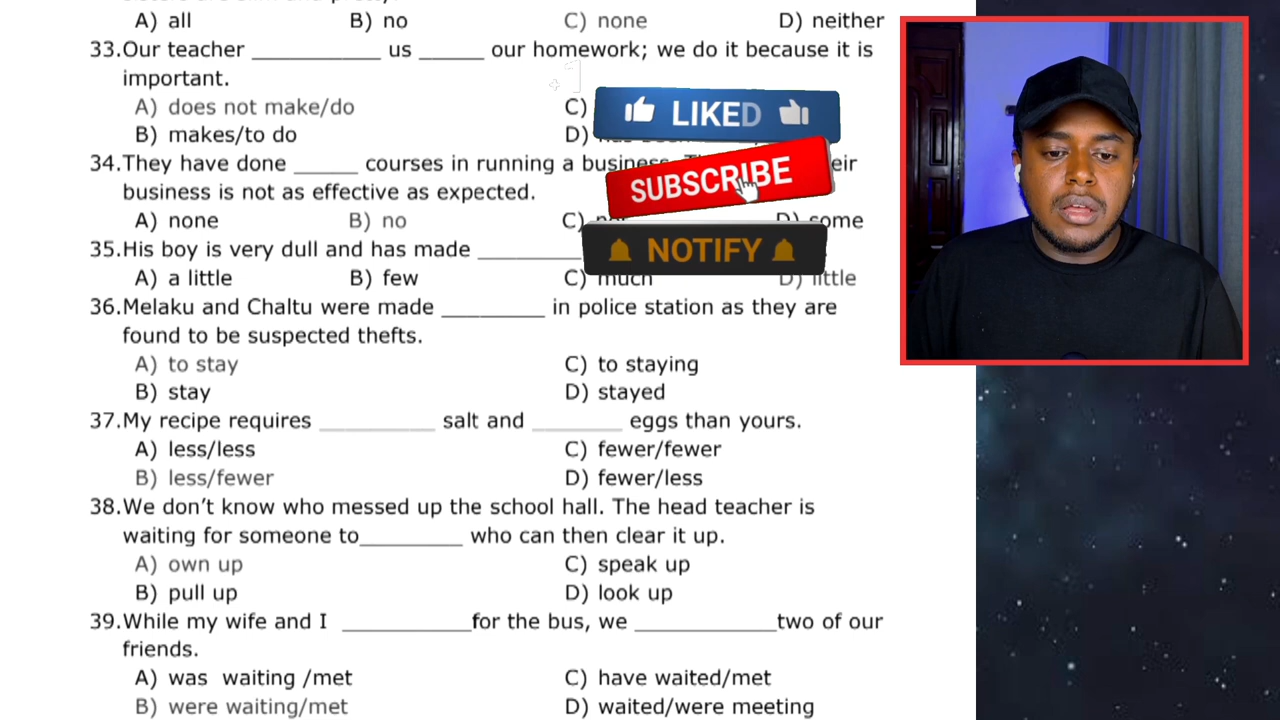 A) all B) no C) none D) neither
33.Our teacher ____________ us ______ our homework; we do it because it is
important.
A) does not make/do C)
B) makes/to do D)
+1
LIKED
SUBSCRIBE
NOTIFY
34.They have done ______ courses in running a business.
business is not as effective as expected.
A) none B) no C) D) some
35.His boy is very dull and has made _________
A) a little B) few C) much D) little
36.Melaku and Chaltu were made _________ in police station as they are
found to be suspected thefts.
A) to stay C) to staying
B) stay D) stayed
37.My recipe requires ___________ salt and ________ eggs than yours.
A) less/less C) fewer/fewer
B) less/fewer D) fewer/less
38.We don’t know who messed up the school hall. The head teacher is
waiting for someone to_________ who can then clear it up.
A) own up C) speak up
B) pull up D) look up
39.While my wife and I ____________for the bus, we _____________two of our
friends.
A) was waiting /met C) have waited/met
B) were waiting/met D) waited/were meeting